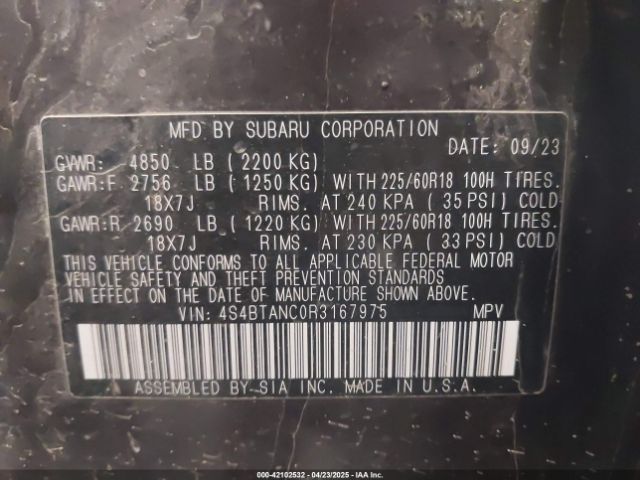 MFD BY SUBARU CORPORATION
DATE: 09/23
GVWR: 4850 LB (2200 KG)
GAWR:F 2756 LB (1250 KG) WITH 225/60R18 100H TIRES.
18X7J RIMS. AT 240 KPA (35 PSI) COLD
GAWR:R 2690 LB (1220 KG) WITH 225/60R18 100H TIRES.
18X7J RIMS. AT 230 KPA (33 PSI) COLD
THIS VEHICLE CONFORMS TO ALL APPLICABLE FEDERAL MOTOR
VEHICLE SAFETY AND THEFT PREVENTION STANDARDS
IN EFFECT ON THE DATE OF MANUFACTURE SHOWN ABOVE.
VIN: 4S4BTANC0R3167975 MPV
ASSEMBLED BY SIA INC. MADE IN U.S.A.
000-42102532 - 04/23/2025 - IAA Inc.